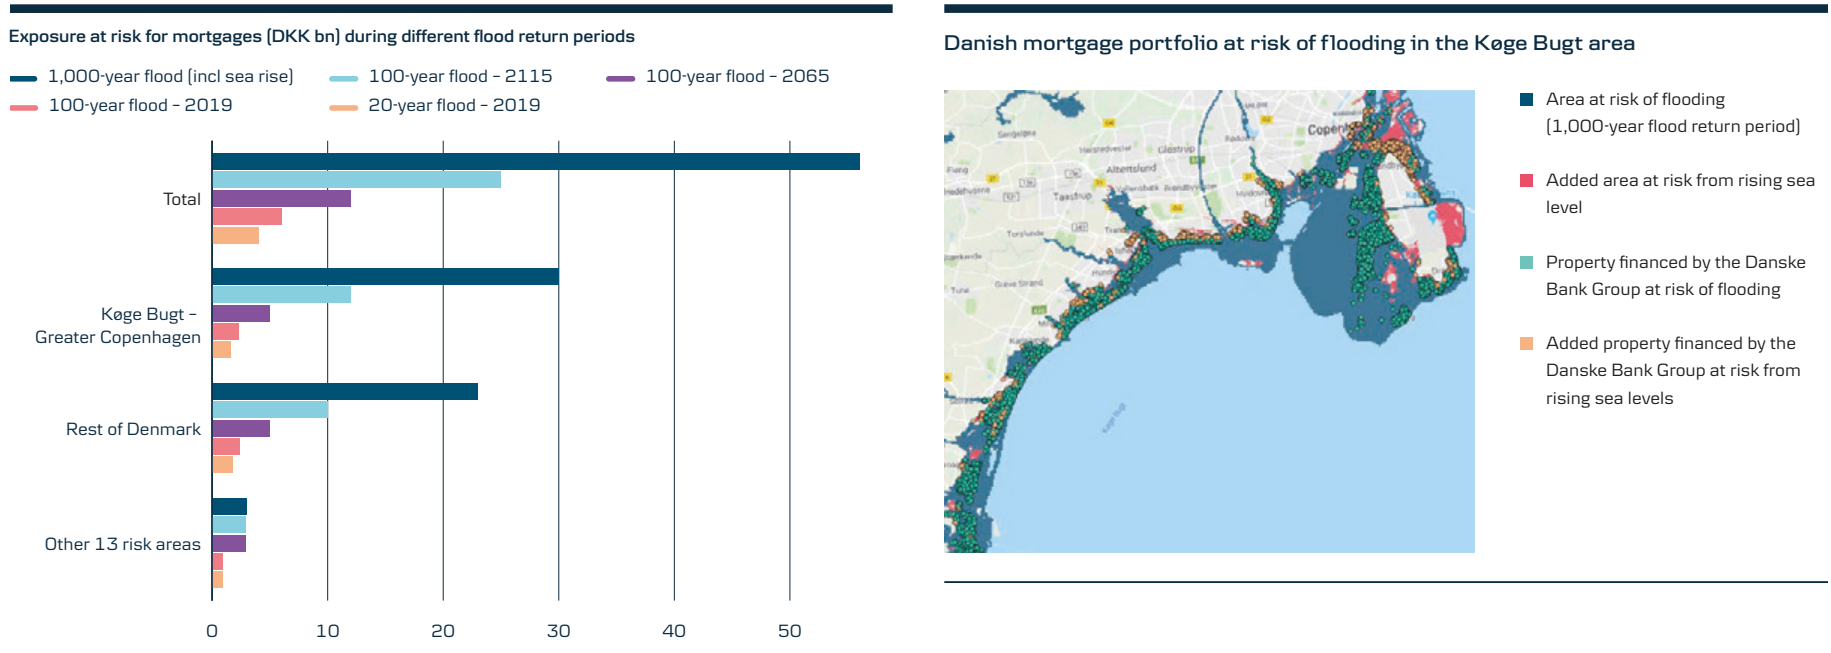 Exposure at risk for mortgages (DKK bn) during different flood return periods
1,000-year flood (incl sea rise)
100-year flood – 2115
100-year flood – 2065
100-year flood – 2019
20-year flood – 2019
Total
Køge Bugt –
Greater Copenhagen
Rest of Denmark
Other 13 risk areas
0 10 20 30 40 50
Danish mortgage portfolio at risk of flooding in the Køge Bugt area
Glostrup
Albertslund
Taastrup
Køge Bugt
Area at risk of flooding
(1,000-year flood return period)
Added area at risk from rising sea
level
Property financed by the Danske
Bank Group at risk of flooding
Added property financed by the
Danske Bank Group at risk from
rising sea levels